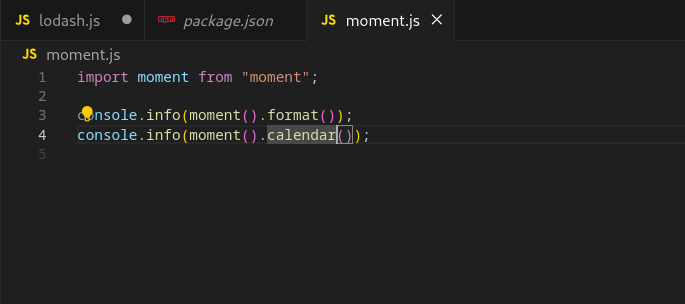 JS lodash.js
npm package.json
JS moment.js
JS moment.js
1 import moment from "moment";
2
3 console.info(moment().format());
4 console.info(moment().calendar());
5